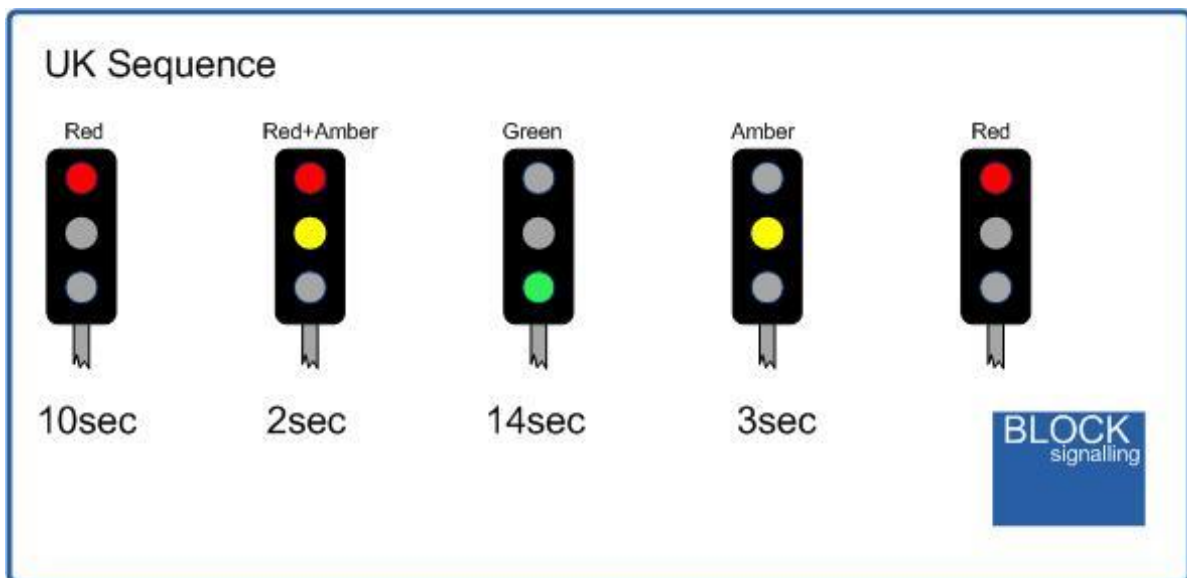 UK Sequence
Red Red+Amber Green Amber Red
10sec 2sec 14sec 3sec
BLOCK
signalling